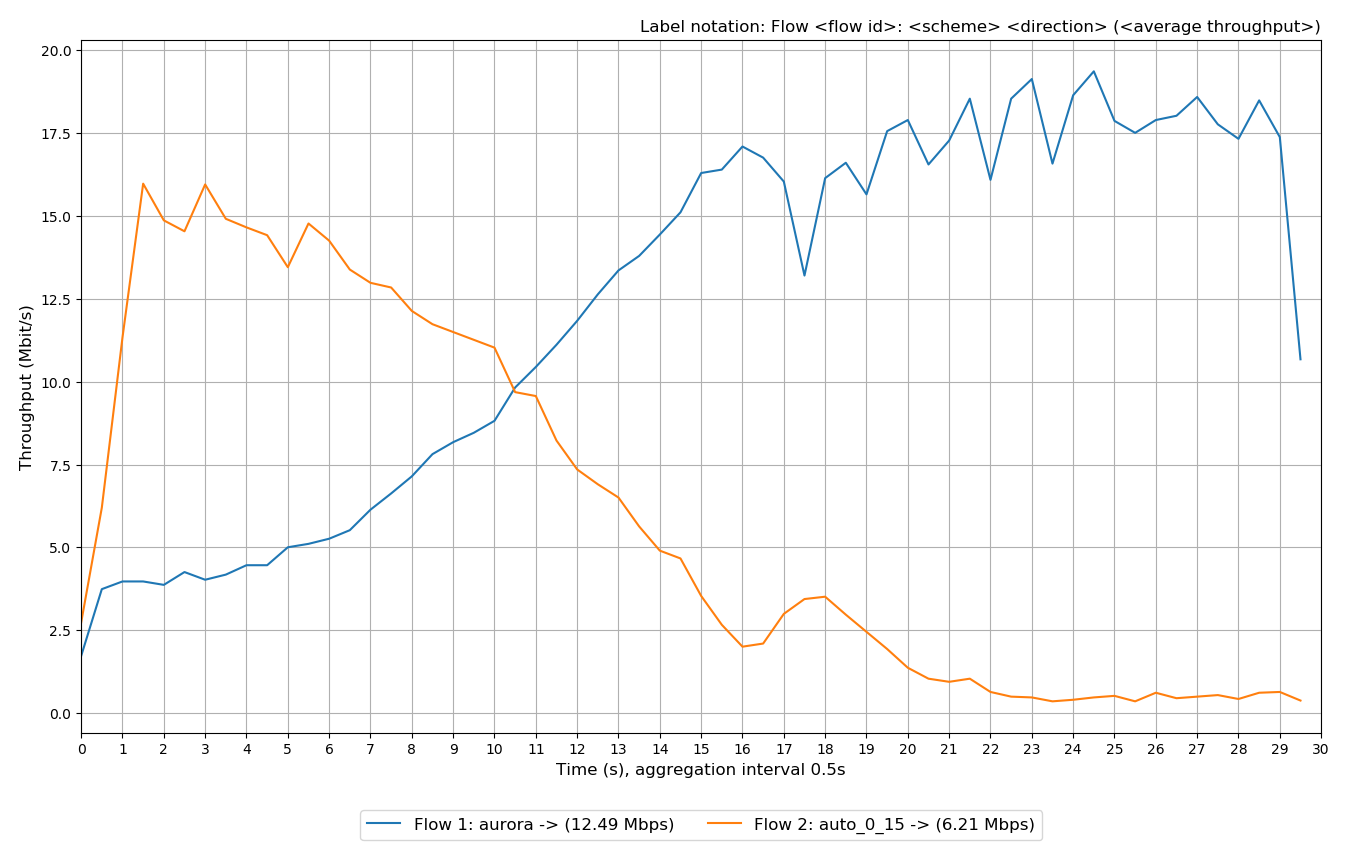 Label notation: Flow <flow id>: <scheme> <direction> (<average throughput>)
20.0
17.5
15.0
12.5
10.0
7.5
5.0
2.5
0.0
Throughput (Mbit/s)
0 1 2 3 4 5 6 7 8 9 10 11 12 13 14 15 16 17 18 19 20 21 22 23 24 25 26 27 28 29 30
Time (s), aggregation interval 0.5s
Flow 1: aurora -> (12.49 Mbps) Flow 2: auto_0_15 -> (6.21 Mbps)